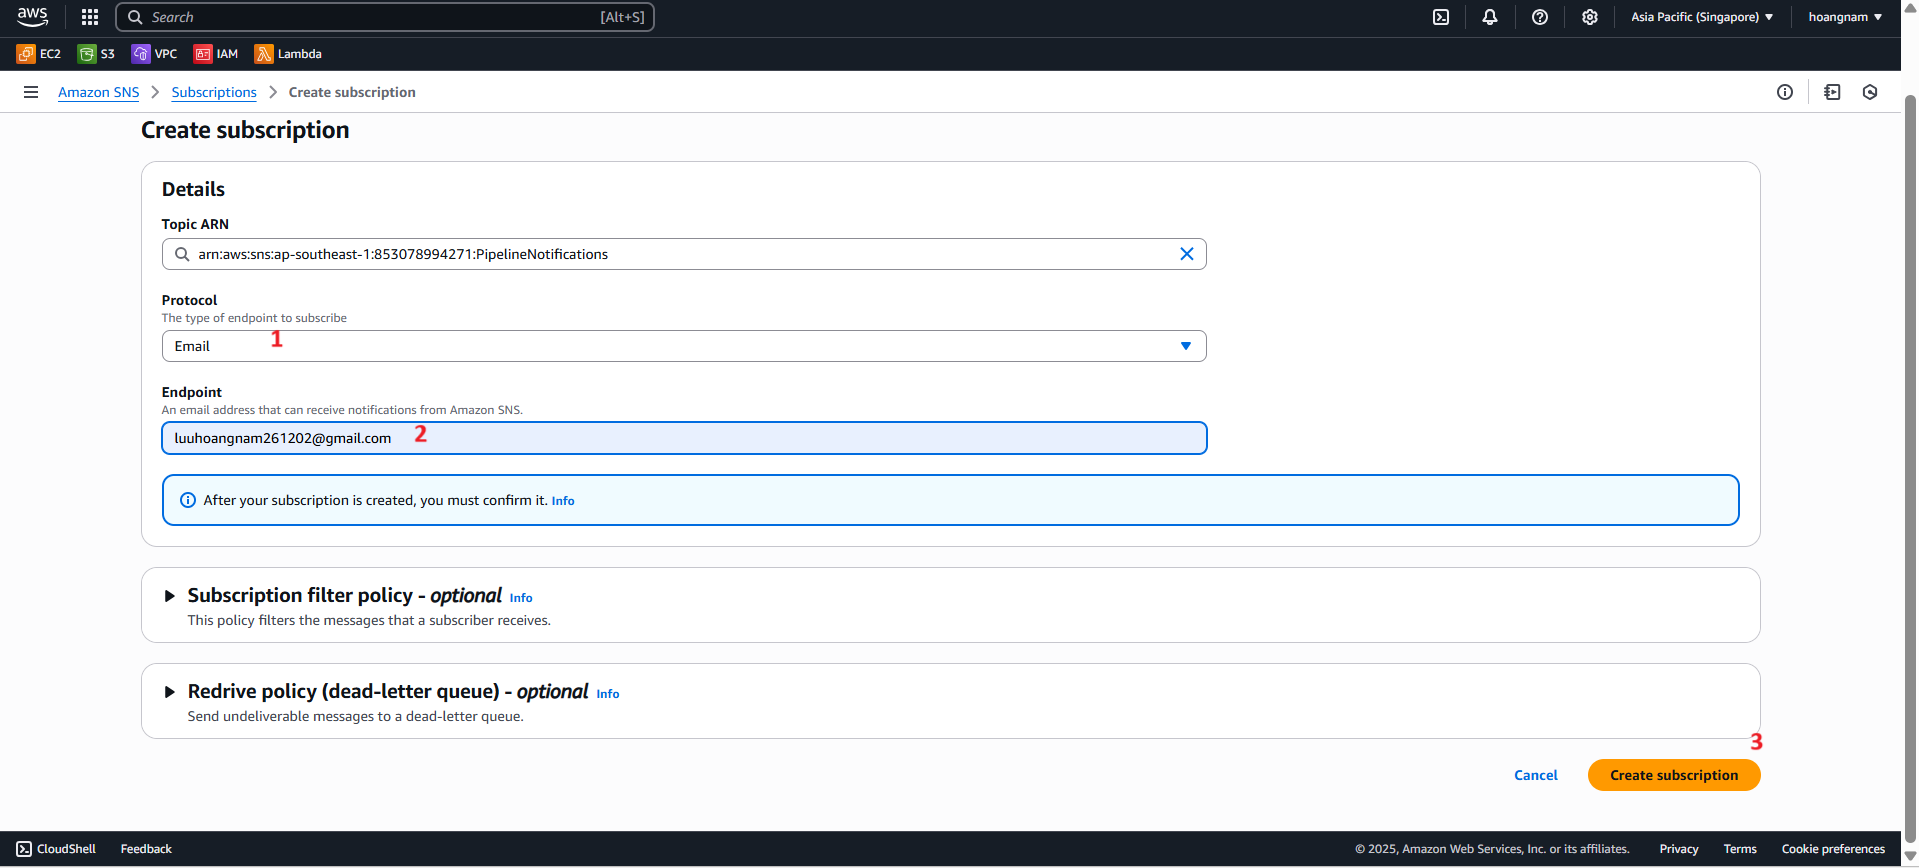 aws
Search [Alt+S]
Asia Pacific (Singapore) hoangnam
EC2 S3 VPC IAM Lambda
Amazon SNS Subscriptions Create subscription
Create subscription
Details
Topic ARN
arn:aws:sns:ap-southeast-1:853078994271:PipelineNotifications
Protocol
The type of endpoint to subscribe
Email 1
Endpoint
An email address that can receive notifications from Amazon SNS.
luuhoangnam261202@gmail.com 2
After your subscription is created, you must confirm it. Info
Subscription filter policy - optional Info
This policy filters the messages that a subscriber receives.
Redrive policy (dead-letter queue) - optional Info
Send undeliverable messages to a dead-letter queue.
3
Cancel Create subscription
CloudShell Feedback © 2025, Amazon Web Services, Inc. or its affiliates. Privacy Terms Cookie preferences